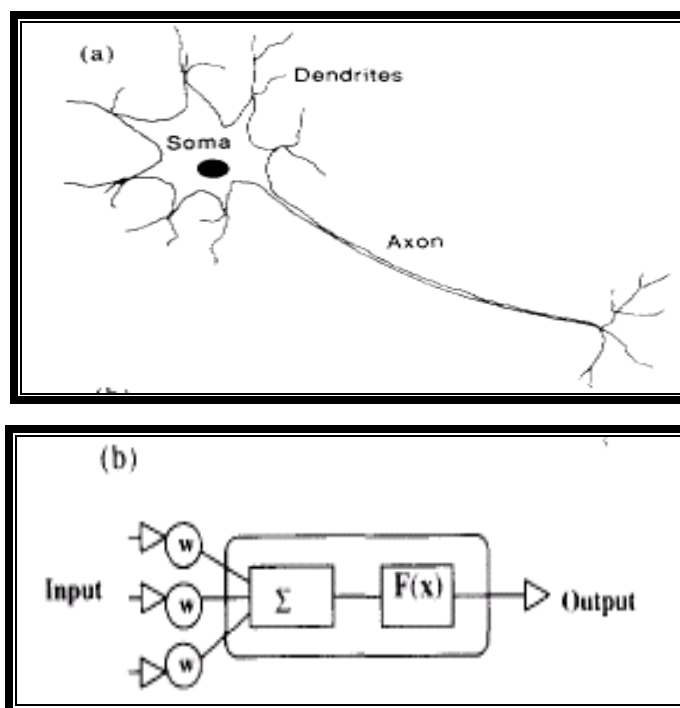 (a)
Dendrites
Soma
Axon
(b)
w
Input
w
Σ
F(x)
Output
w